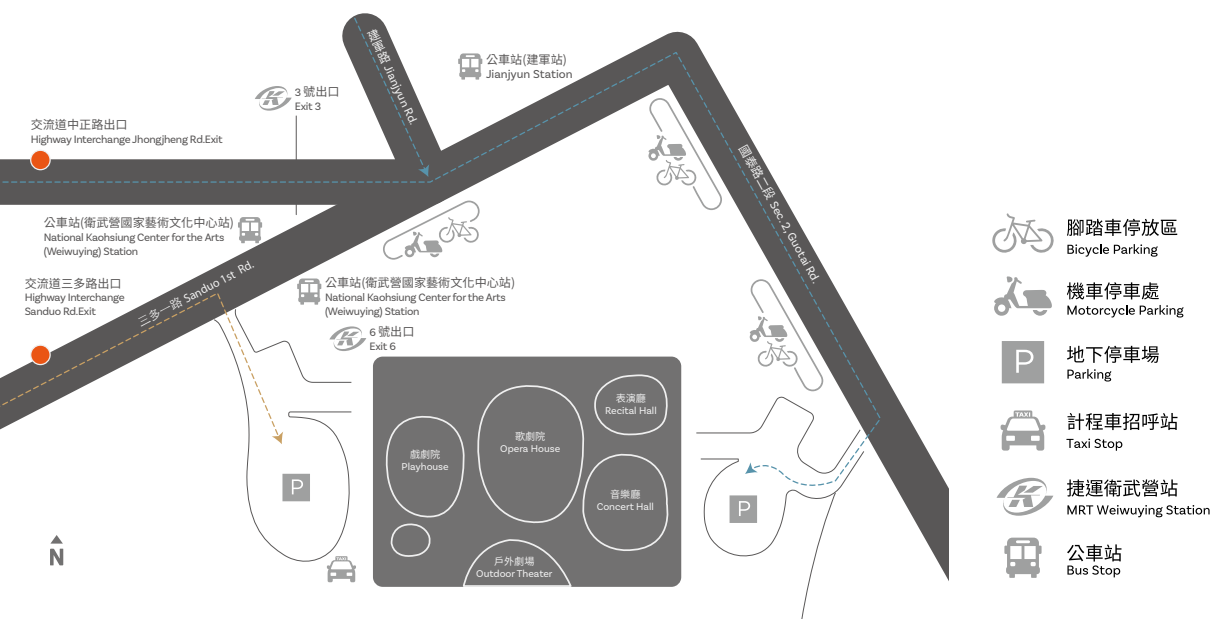 建軍路 Jianjyun Rd.
公車站(建軍站)
Jianjyun Station
3 號出口
Exit 3
交流道中正路出口
Highway Interchange Jhongjheng Rd.Exit
國泰路二段 Sec. 2, Guotai Rd.
公車站(衛武營國家藝術文化中心站)
National Kaohsiung Center for the Arts
(Weiwuying) Station
交流道三多路出口
Highway Interchange
Sanduo Rd.Exit
三多一路 Sanduo 1st Rd.
公車站(衛武營國家藝術文化中心站)
National Kaohsiung Center for the Arts
(Weiwuying) Station
6 號出口
Exit 6
表演廳
Recital Hall
歌劇院
Opera House
戲劇院
Playhouse
音樂廳
Concert Hall
戶外劇場
Outdoor Theater
P
P
TAXI
N
腳踏車停放區
Bicycle Parking
機車停車處
Motorcycle Parking
P
地下停車場
Parking
TAXI
計程車招呼站
Taxi Stop
捷運衛武營站
MRT Weiwuying Station
公車站
Bus Stop